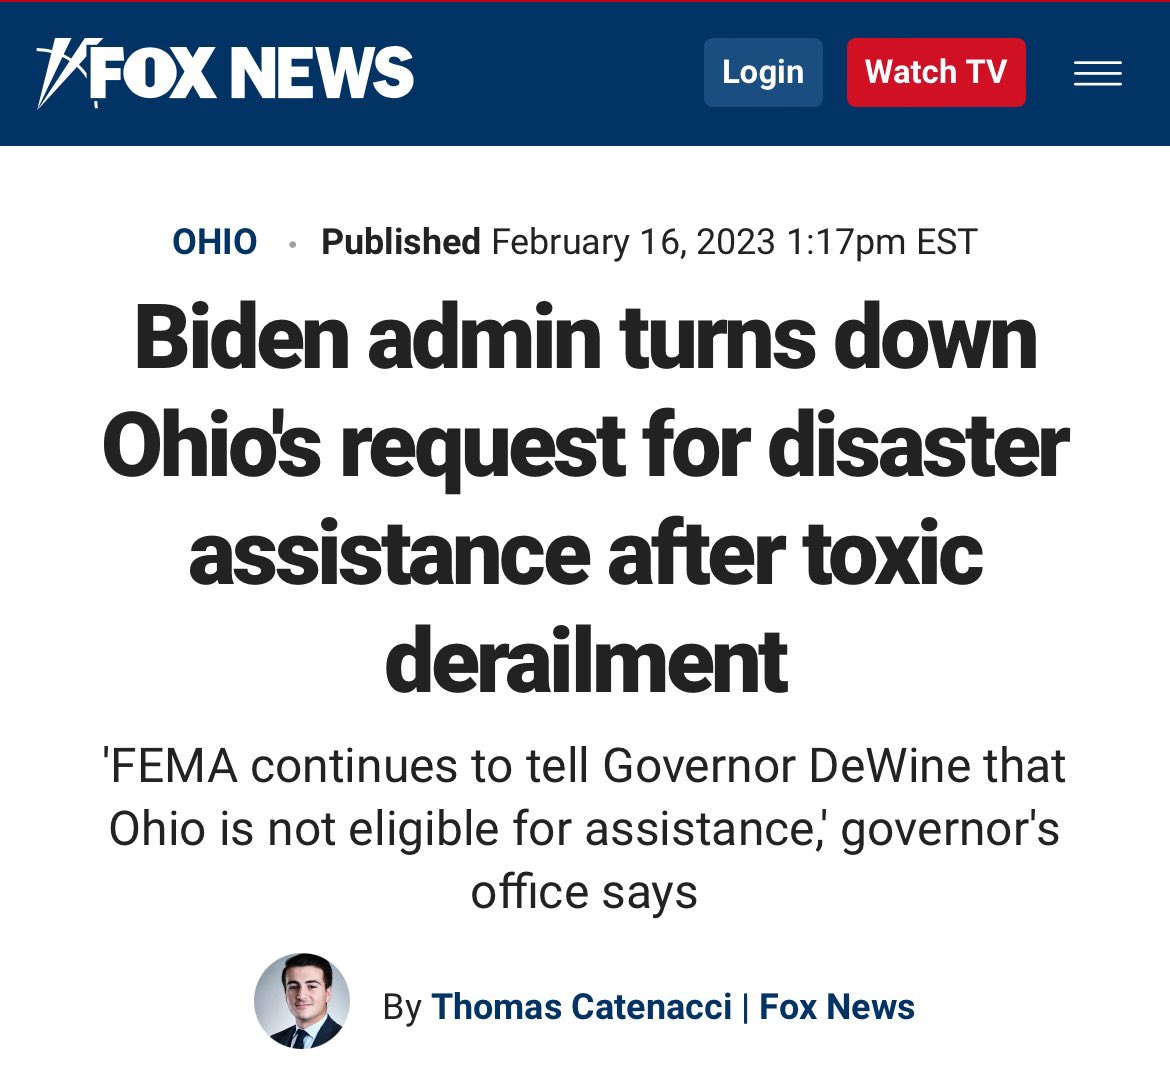 FOX NEWS
Login
Watch TV
OHIO • Published February 16, 2023 1:17pm EST
Biden admin turns down
Ohio's request for disaster
assistance after toxic
derailment
'FEMA continues to tell Governor DeWine that
Ohio is not eligible for assistance,' governor's
office says
By Thomas Catenacci | Fox News